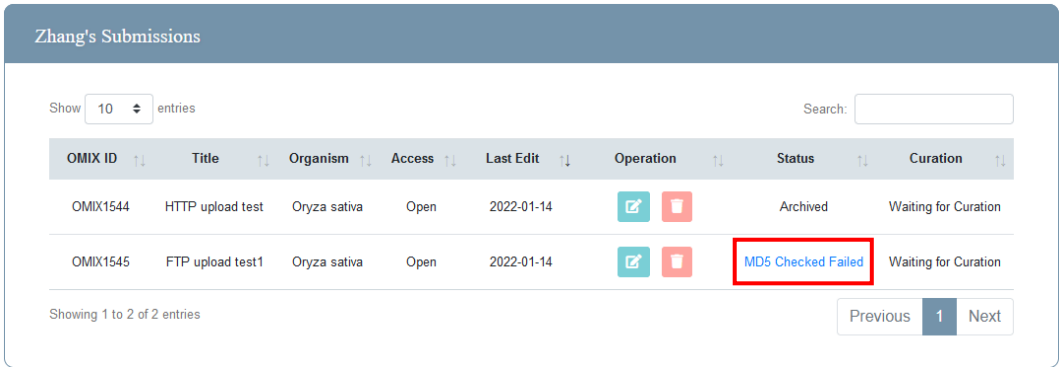 Zhang's Submissions
Show 10 entries Search:
OMIX ID Title Organism Access Last Edit Operation Status Curation
OMIX1544 HTTP upload test Oryza sativa Open 2022-01-14 Archived Waiting for Curation
OMIX1545 FTP upload test1 Oryza sativa Open 2022-01-14 MD5 Checked Failed Waiting for Curation
Showing 1 to 2 of 2 entries Previous 1 Next